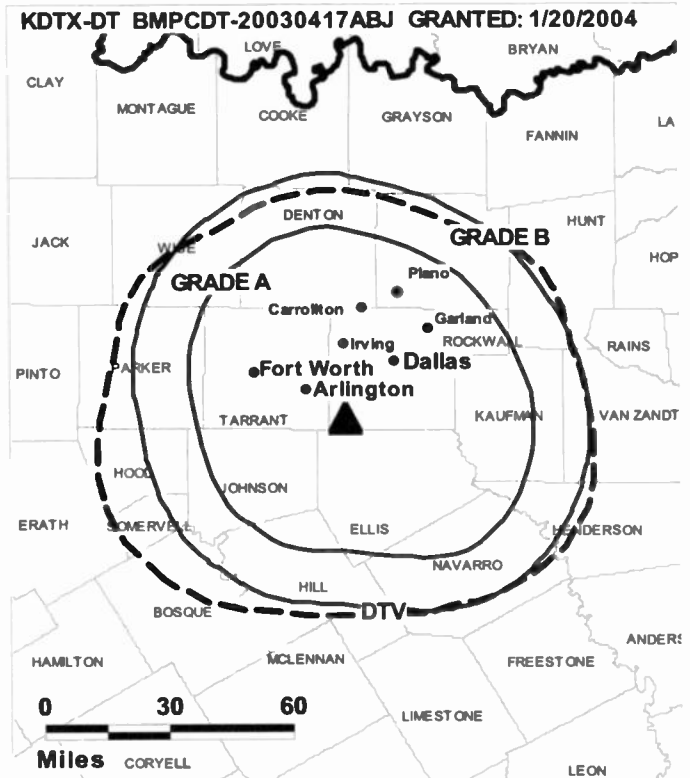 KDTX-DT BMPCDT-20030417ABJ GRANTED: 1/20/2004
LOVE
BRYAN
CLAY
MONTAGUE
COOKE
GRAYSON
FANNIN
LA
DENTON
HUNT
JACK
WISE
GRADE B
HOP
GRADE A
Plano
Carrollton
Garland
Irving
ROCKWALL
RAINS
Dallas
PINTO
PARKER
Fort Worth
Arlington
TARRANT
KAUFMAN
VAN ZANDT
HOOD
JOHNSON
ERATH
SOMERVELL
ELLIS
HENDERSON
NAVARRO
HILL
BOSQUE
DTV
ANDERS
HAMILTON
MCLENNAN
FREESTONE
0 30 60
LIMESTONE
Miles
CORYELL
LEON